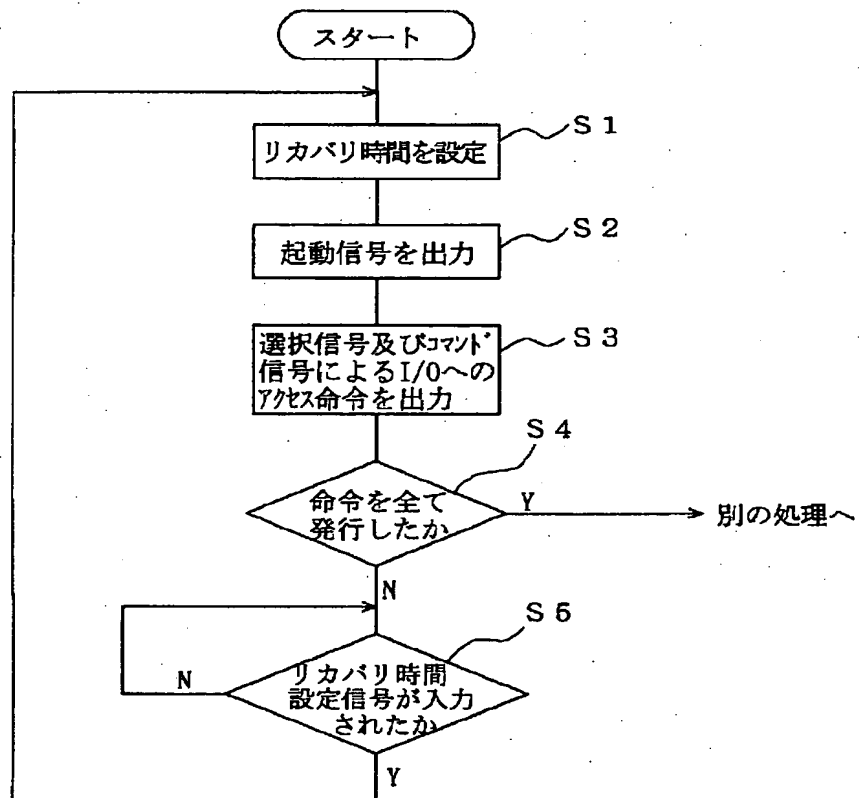 スタート
リカバリ時間を設定
S1
起動信号を出力
S2
選択信号及びコマンド
信号によるI/Oへの
アクセス命令を出力
S3
S4
命令を全て
発行したか
Y
別の処理へ
N
S5
リカバリ時間
設定信号が入力
されたか
N
Y